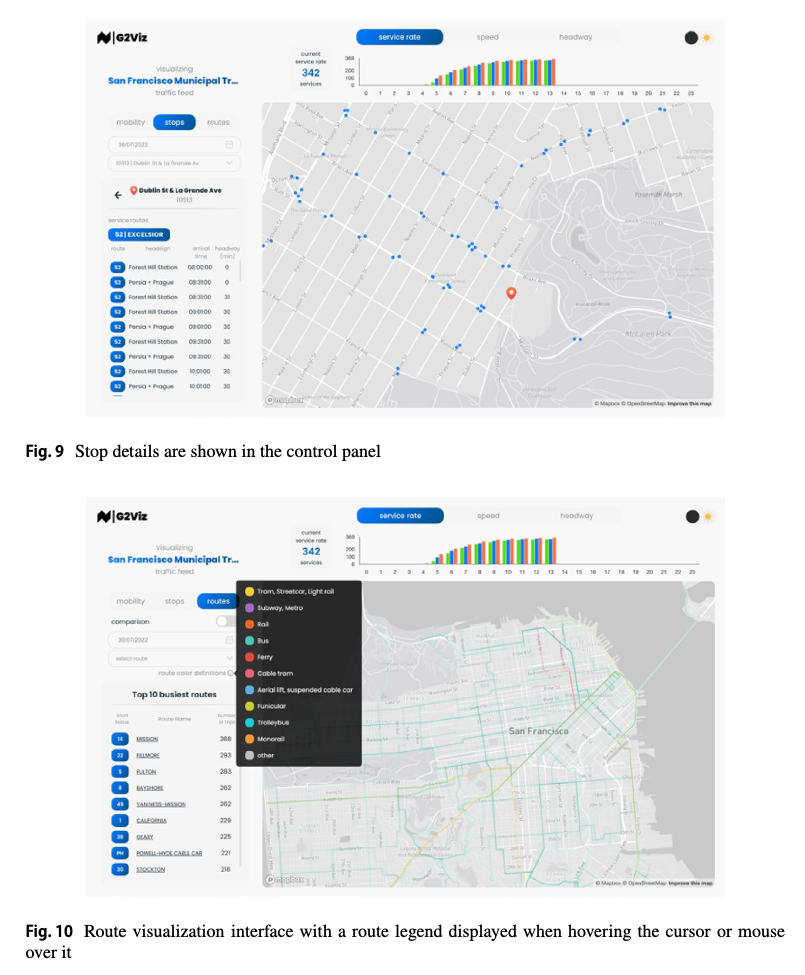 G2Viz
service rate speed headway
current
service rate
342
services
368
200
100
0
0 1 2 3 4 5 6 7 8 9 10 11 12 13 14 15 16 17 18 19 20 21 22 23
visualizing
San Francisco Municipal Tr...
traffic feed
mobility stops routes
30/07/2022
10913 | Dublin St & La Grande Av
Dublin St & La Grande Ave
10913
service routes
52 | EXCELSIOR
route headsign arrival time headway (min)
52 Forest Hill Station 08:00:00 0
52 Persia + Prague 08:31:00 0
52 Forest Hill Station 08:31:00 31
52 Forest Hill Station 09:01:00 30
52 Persia + Prague 09:01:00 30
52 Forest Hill Station 09:31:00 30
52 Persia + Prague 09:31:00 30
52 Forest Hill Station 10:01:00 30
52 Persia + Prague 10:01:00 30
Yosemite Marsh
McLaren Park
mapbox
© Mapbox © OpenStreetMap Improve this map
Fig. 9 Stop details are shown in the control panel
G2Viz
service rate speed headway
current
service rate
342
services
368
200
100
0
0 1 2 3 4 5 6 7 8 9 10 11 12 13 14 15 16 17 18 19 20 21 22 23
visualizing
San Francisco Municipal Tr...
traffic feed
mobility stops routes
comparison
30/07/2022
select route
route color definitions
Tram, Streetcar, Light rail
Subway, Metro
Rail
Bus
Ferry
Cable tram
Aerial lift, suspended cable car
Funicular
Trolleybus
Monorail
other
Top 10 busiest routes
Short Name Route Name Number of Trips
14 MISSION 368
22 FILLMORE 293
5 FULTON 283
8 BAYSHORE 262
49 VAN NESS-MISSION 262
1 CALIFORNIA 229
38 GEARY 225
PH POWELL-HYDE CABLE CAR 221
30 STOCKTON 218
San Francisco
mapbox
© Mapbox © OpenStreetMap Improve this map
Fig. 10 Route visualization interface with a route legend displayed when hovering the cursor or mouse
over it